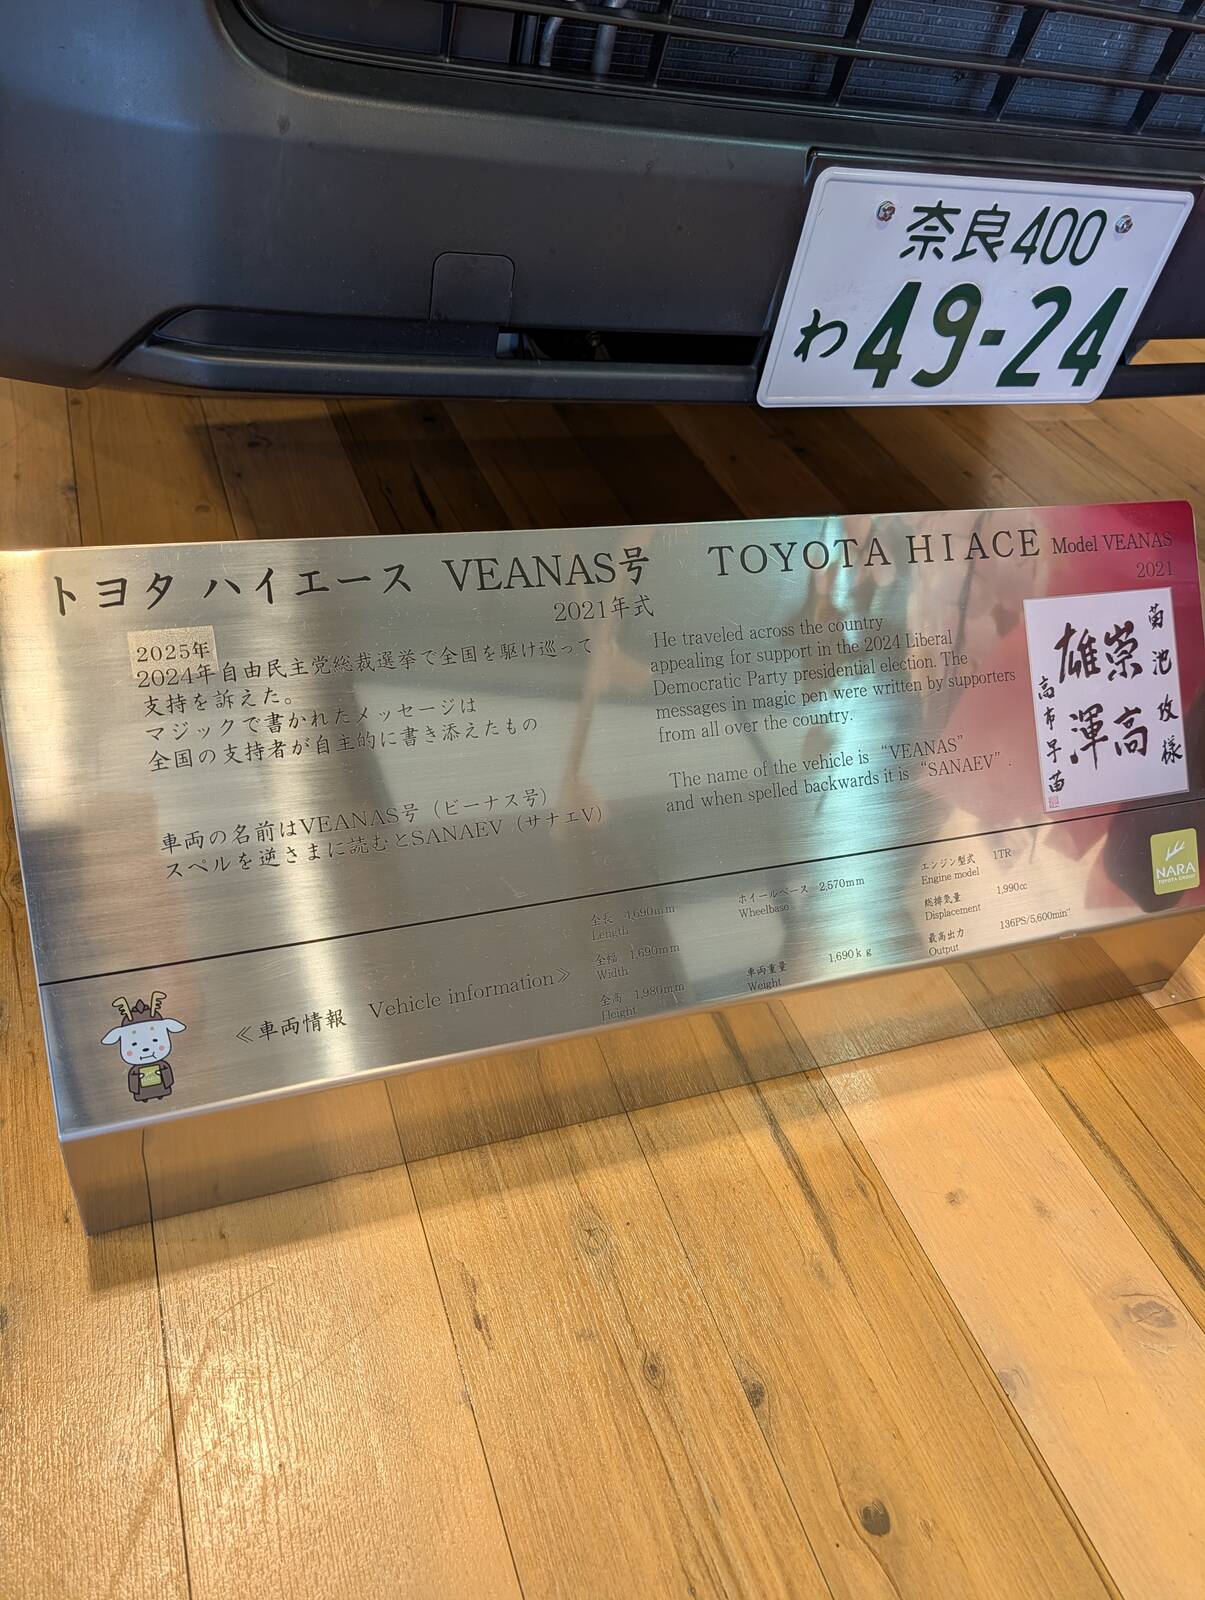 奈良400
わ 49-24
トヨタ ハイエース VEANAS号
2021年式
2025年
2024年自由民主党総裁選挙で全国を駆け巡って
支持を訴えた。
マジックで書かれたメッセージは
全国の支持者が自主的に書き添えたもの
車両の名前はVEANAS号（ビーナス号）
スペルを逆さまに読むとSANAEV（サナエV）
TOYOTA HIACE Model VEANAS
2021
He traveled across the country
appealing for support in the 2024 Liberal
Democratic Party presidential election. The
messages in magic pen were written by supporters
from all over the country.
The name of the vehicle is “VEANAS”
and when spelled backwards it is “SANAEV”.
崇高
雄渾
高市早苗
NARA
TOYOTA GROUP
≪車両情報 Vehicle information≫
全長 4,690mm
Length
全幅 1,690mm
Width
全高 1,980mm
Height
ホイールベース 2,570mm
Wheelbase
車両重量 1,690kg
Weight
エンジン型式 1TR
Engine model
総排気量 1,990cc
Displacement
最高出力 136PS/5,600min⁻¹
Output